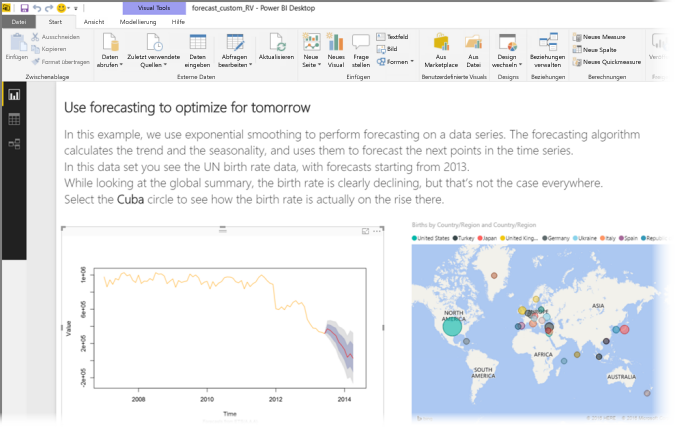 Visual Tools
forecast_custom_RV - Power BI Desktop
Datei Start Ansicht Modellierung Hilfe
Einfügen
Ausschneiden
Kopieren
Format übertragen
Daten abrufen
Zuletzt verwendete Quellen
Daten eingeben
Abfragen bearbeiten
Aktualisieren
Neue Seite
Neues Visual
Frage stellen
Textfeld
Bild
Formen
Aus Marketplace
Aus Datei
Design wechseln
Beziehungen verwalten
Neues Measure
Neue Spalte
Neues Quickmeasure
Zwischenablage Externe Daten Einfügen Benutzerdefinierte Visuals Designs Beziehungen Berechnungen
Use forecasting to optimize for tomorrow
In this example, we use exponential smoothing to perform forecasting on a data series. The forecasting algorithm
calculates the trend and the seasonality, and uses them to forecast the next points in the time series.
In this data set you see the UN birth rate data, with forecasts starting from 2013.
While looking at the global summary, the birth rate is clearly declining, but that's not the case everywhere.
Select the Cuba circle to see how the birth rate is actually on the rise there.
Births by Country/Region and Country/Region
United States Turkey Japan United King... Germany Ukraine Italy Spain Republi
Value
1e+06
6e+05
2e+05
-2e+05
2008 2010 2012 2014
Time
NORTH AMERICA
EUROPE
ASIA
AFRICA
SOUTH AMERICA
AUSTRALIA